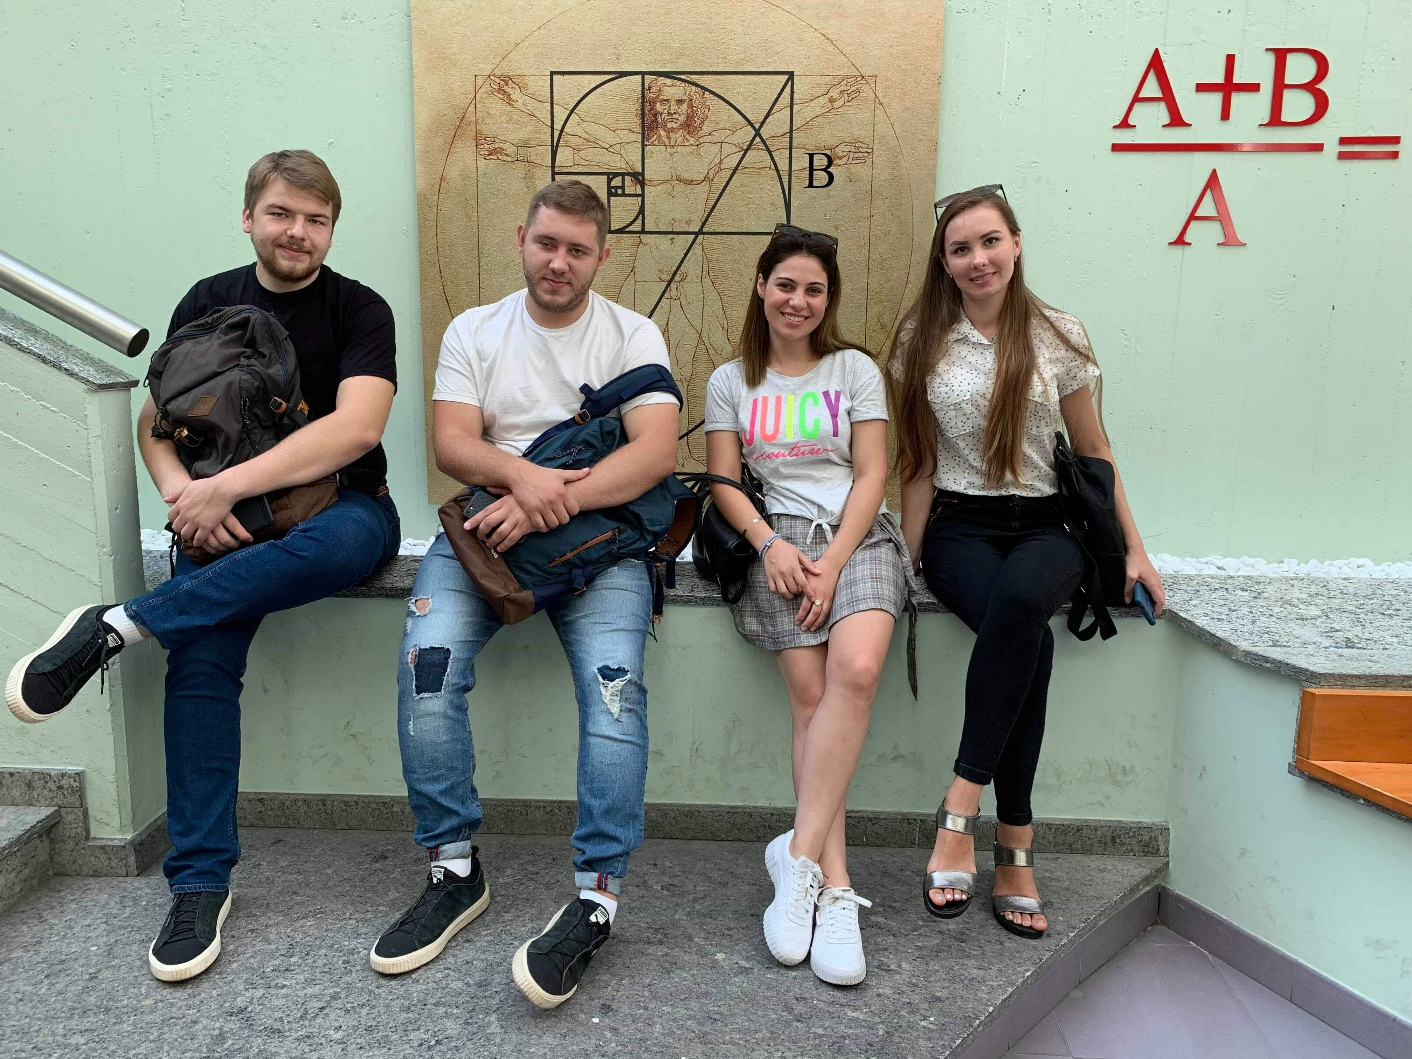 B
A+B
=
A
JUICY
couture